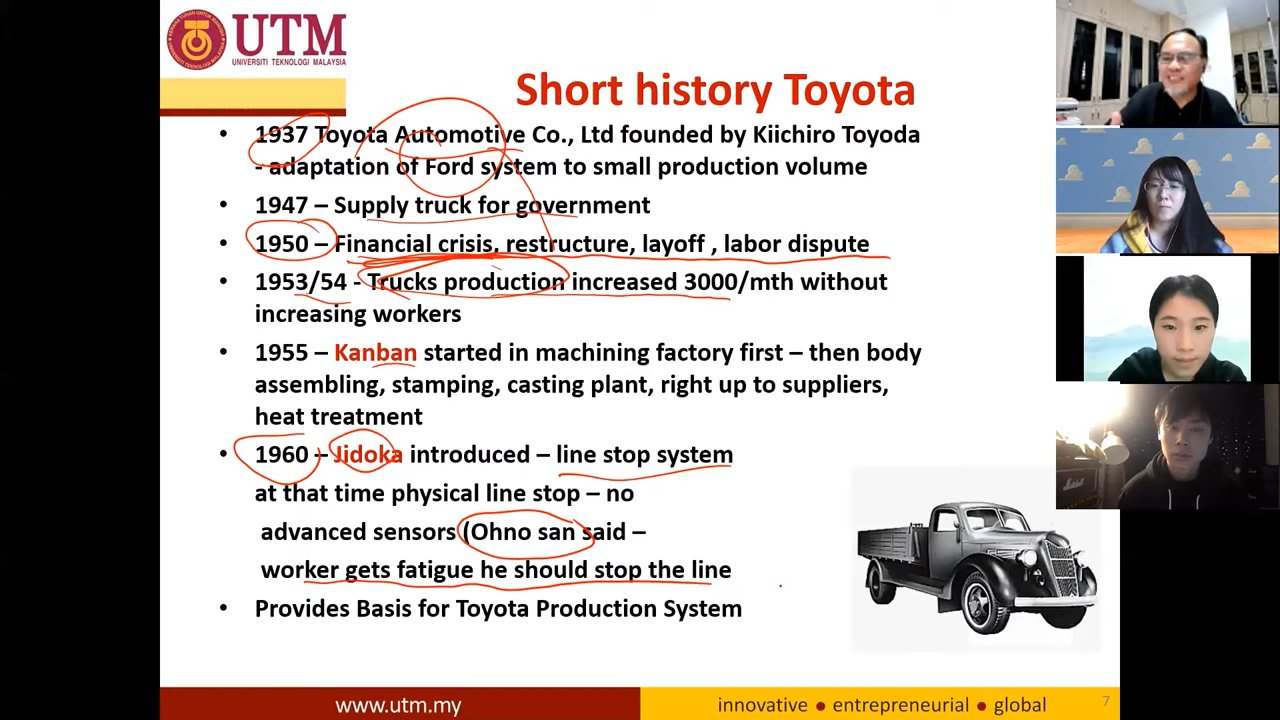 UTM
UNIVERSITI TEKNOLOGI MALAYSIA
Short history Toyota
• 1937 Toyota Automotive Co., Ltd founded by Kiichiro Toyoda
- adaptation of Ford system to small production volume
• 1947 – Supply truck for government
• 1950 – Financial crisis, restructure, layoff , labor dispute
• 1953/54 - Trucks production increased 3000/mth without
increasing workers
• 1955 – Kanban started in machining factory first – then body
assembling, stamping, casting plant, right up to suppliers,
heat treatment
• 1960 – Jidoka introduced – line stop system
at that time physical line stop – no
advanced sensors (Ohno san said –
worker gets fatigue he should stop the line
• Provides Basis for Toyota Production System
www.utm.my
innovative ● entrepreneurial ● global
7